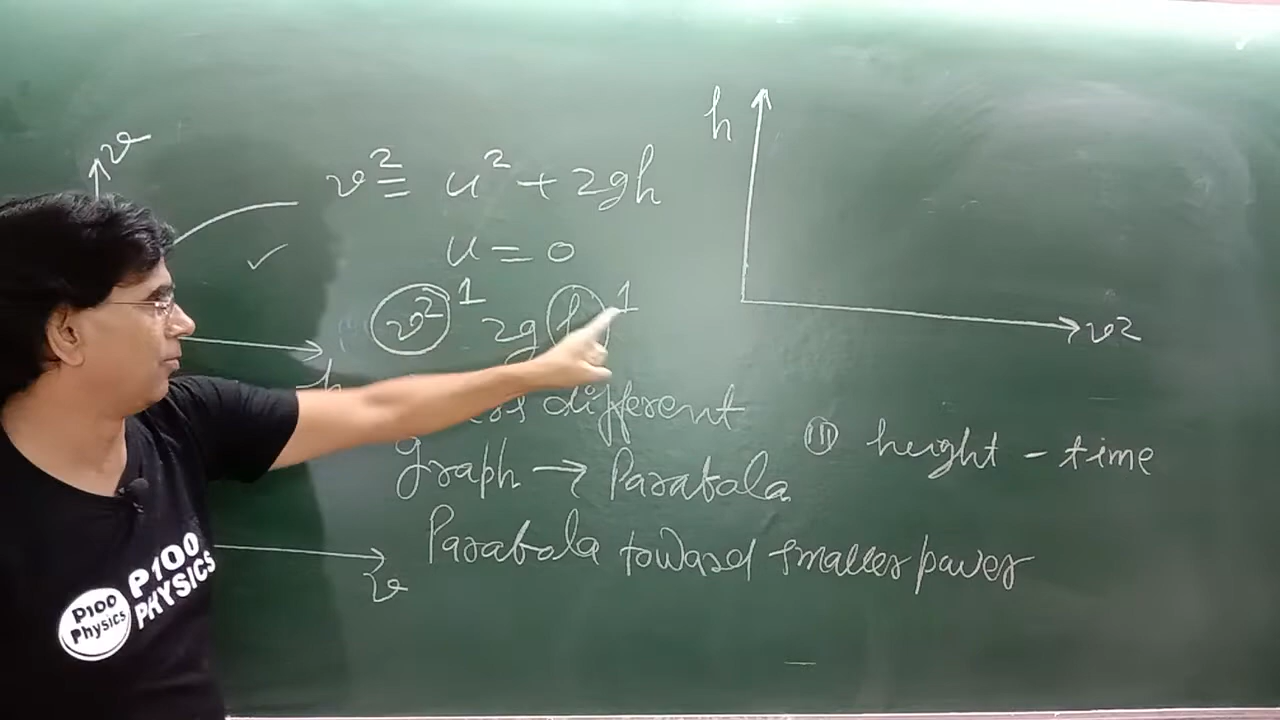 v
v² = u² + 2gh
u = 0
v² 1 2g h 1
different
graph → Parabola
Parabola toward smaller power
v
h
v2
III height - time
P100
PHYSICS
P100
Physics